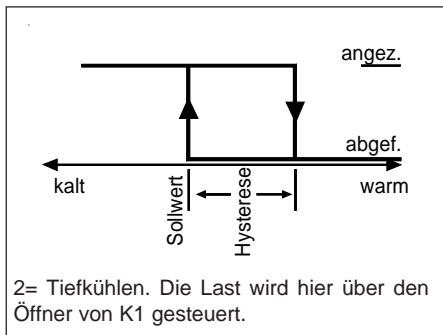 angez.
abgef.
kalt
warm
Sollwert
Hysterese
2= Tiefkühlen. Die Last wird hier über den
Öffner von K1 gesteuert.